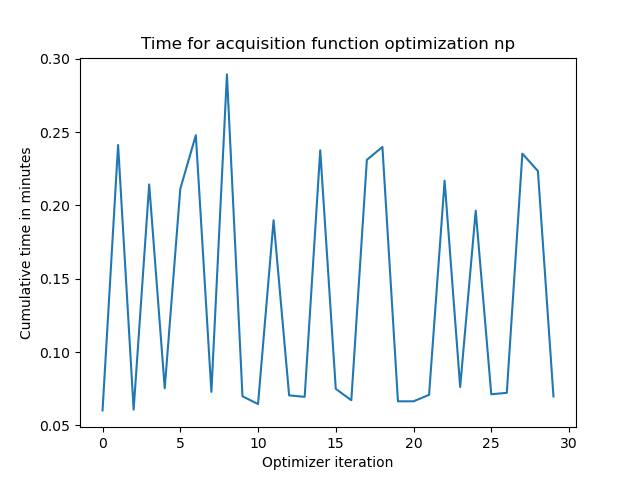 Time for acquisition function optimization np
0.30
0.25
0.20
0.15
0.10
0.05
Cumulative time in minutes
0 5 10 15 20 25 30
Optimizer iteration